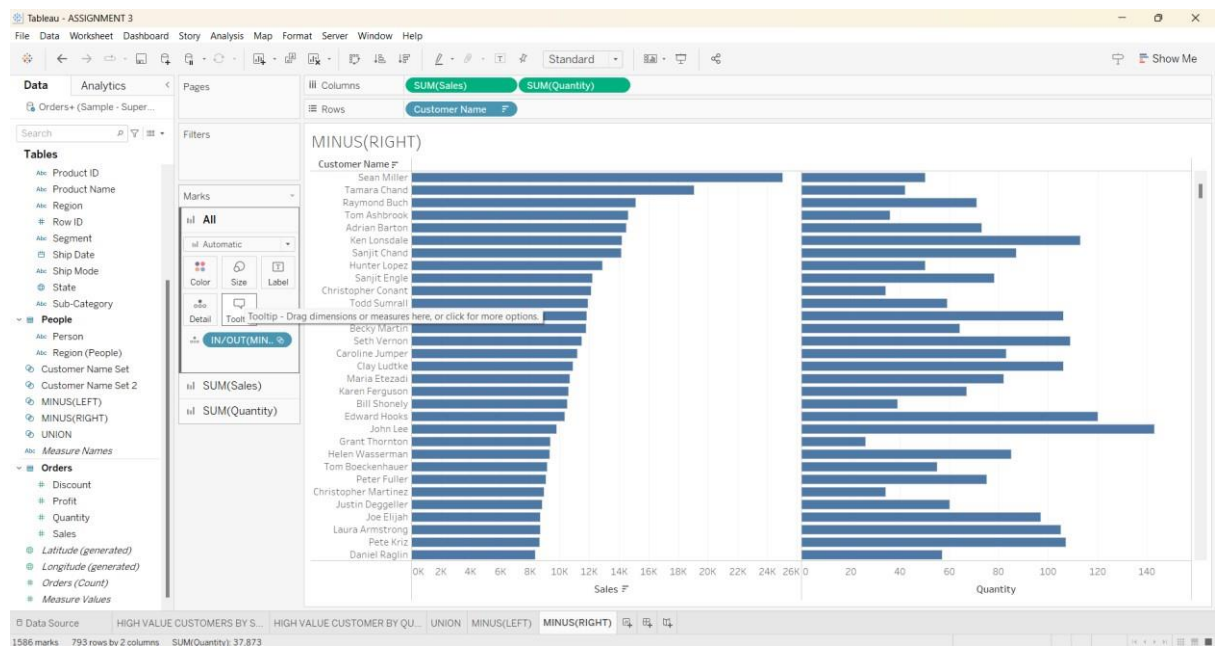 Tableau - ASSIGNMENT 3
File Data Worksheet Dashboard Story Analysis Map Format Server Window Help
Standard
Show Me
Data Analytics
Orders+ (Sample - Super...
Search
Tables
Abc Product ID
Abc Product Name
Abc Region
# Row ID
Abc Segment
Ship Date
Abc Ship Mode
State
Abc Sub-Category
People
Abc Person
Abc Region (People)
Customer Name Set
Customer Name Set 2
MINUS(LEFT)
MINUS(RIGHT)
UNION
Abc Measure Names
Orders
# Discount
# Profit
# Quantity
# Sales
Latitude (generated)
Longitude (generated)
# Orders (Count)
# Measure Values
Pages
Filters
Marks
All
Automatic
Color Size Label
Detail Toolt
Tooltip - Drag dimensions or measures here, or click for more options.
IN/OUT(MIN..
SUM(Sales)
SUM(Quantity)
Columns SUM(Sales) SUM(Quantity)
Rows Customer Name
MINUS(RIGHT)
Customer Name
Sean Miller
Tamara Chand
Raymond Buch
Tom Ashbrook
Adrian Barton
Ken Lonsdale
Sanjit Chand
Hunter Lopez
Sanjit Engle
Christopher Conant
Todd Sumrall
Becky Martin
Seth Vernon
Caroline Jumper
Clay Ludtke
Maria Etezadi
Karen Ferguson
Bill Shonely
Edward Hooks
John Lee
Grant Thornton
Helen Wasserman
Tom Boeckenhauer
Peter Fuller
Christopher Martinez
Justin Deggeller
Joe Elijah
Laura Armstrong
Pete Kriz
Daniel Raglin
0K 2K 4K 6K 8K 10K 12K 14K 16K 18K 20K 22K 24K 26K 0 20 40 60 80 100 120 140
Sales Quantity
Data Source HIGH VALUE CUSTOMERS BY S... HIGH VALUE CUSTOMER BY QU... UNION MINUS(LEFT) MINUS(RIGHT)
1586 marks 793 rows by 2 columns SUM(Quantity): 37,873